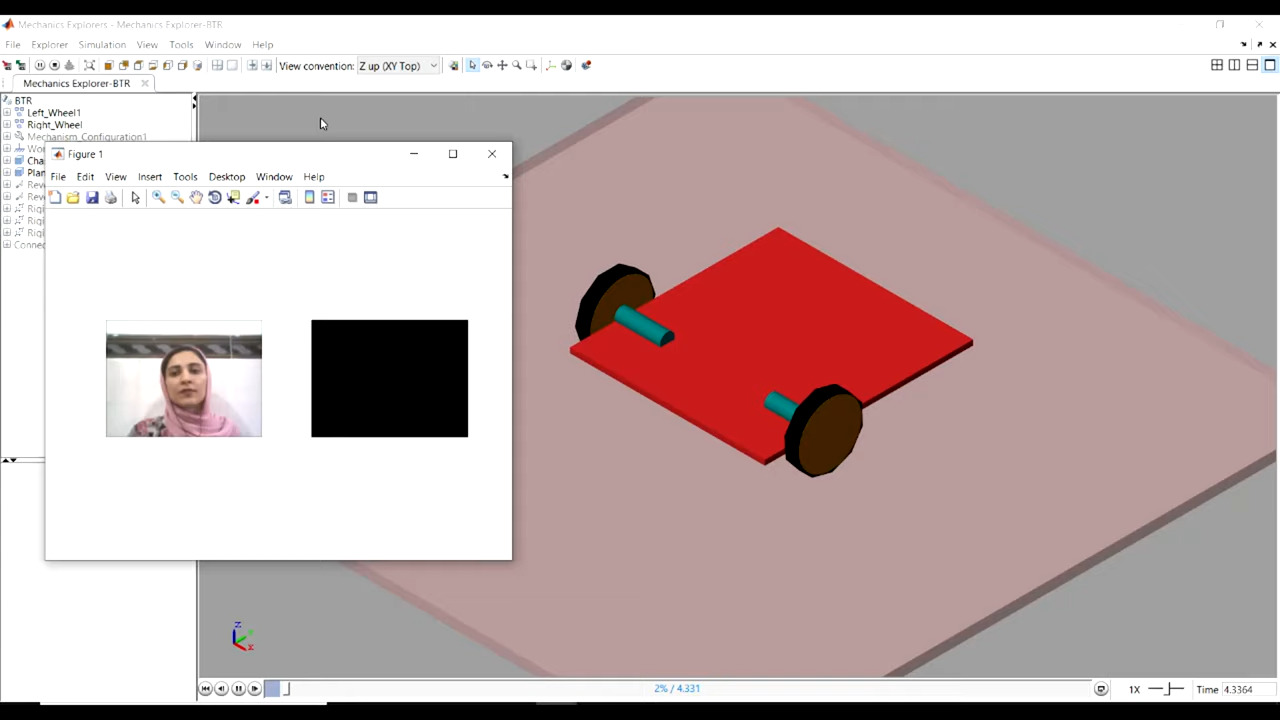 Mechanics Explorers - Mechanics Explorer-BTR
File Explorer Simulation View Tools Window Help
View convention: Z up (XY Top)
Mechanics Explorer-BTR
BTR
Left_Wheel1
Right_Wheel
Mechanism_Configuration1
Figure 1
File Edit View Insert Tools Desktop Window Help
Z
X
2% / 4.331
1X
Time 4.3364